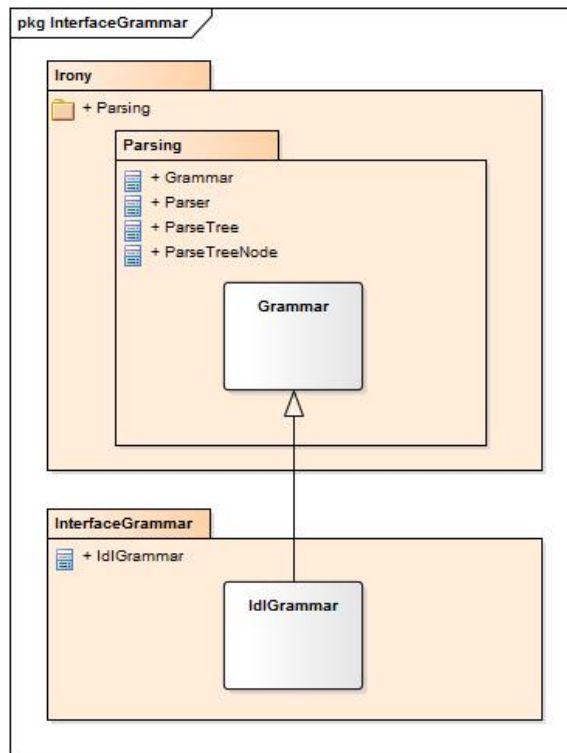 pkg InterfaceGrammar
Irony
+ Parsing
Parsing
+ Grammar
+ Parser
+ ParseTree
+ ParseTreeNode
Grammar
InterfaceGrammar
+ IdlGrammar
IdlGrammar